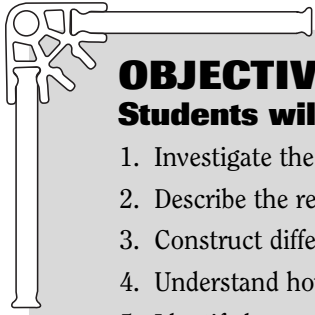 OBJECTIV
Students wil
1. Investigate the
2. Describe the re
3. Construct diffe
4. Understand ho